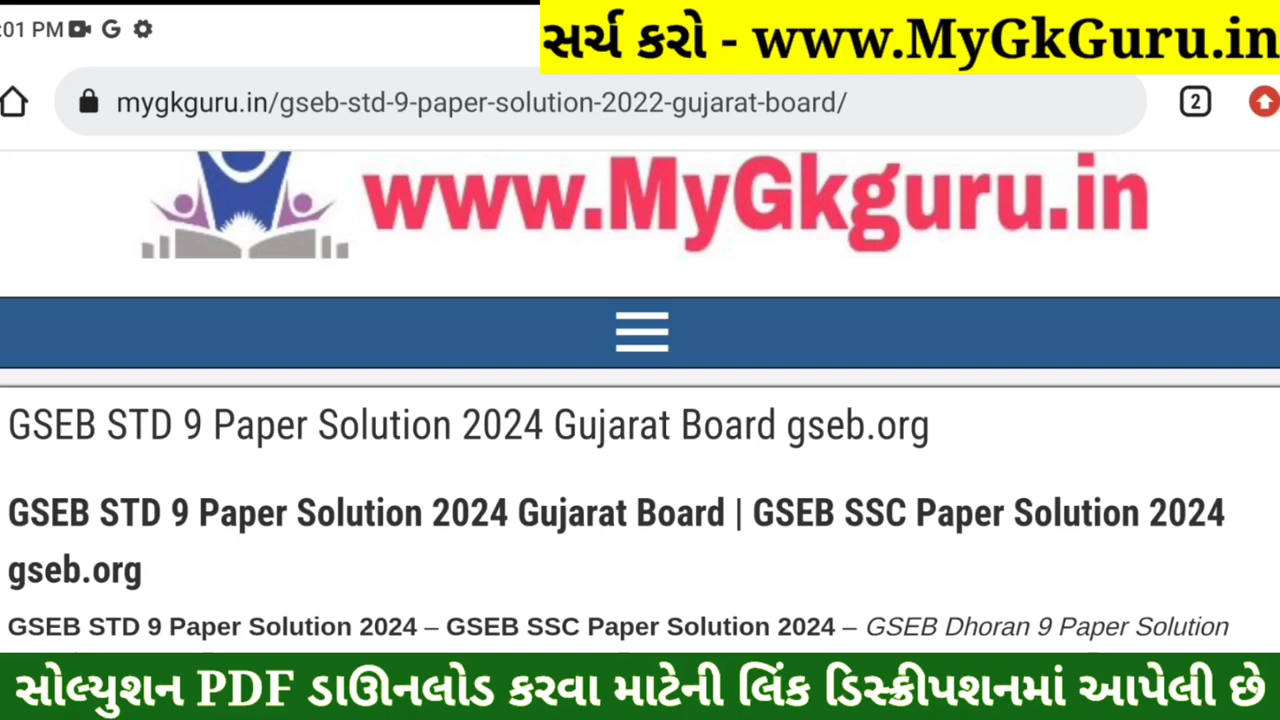 :01 PM
સર્ચ કરો - www.MyGkGuru.in
mygkguru.in/gseb-std-9-paper-solution-2022-gujarat-board/
2
www.MyGkguru.in
GSEB STD 9 Paper Solution 2024 Gujarat Board gseb.org
GSEB STD 9 Paper Solution 2024 Gujarat Board | GSEB SSC Paper Solution 2024
gseb.org
GSEB STD 9 Paper Solution 2024 – GSEB SSC Paper Solution 2024 – GSEB Dhoran 9 Paper Solution
સોલ્યુશન PDF ડાઊનલોડ કરવા માટેની લિંક ડિસ્ક્રીપશનમાં આપેલી છે